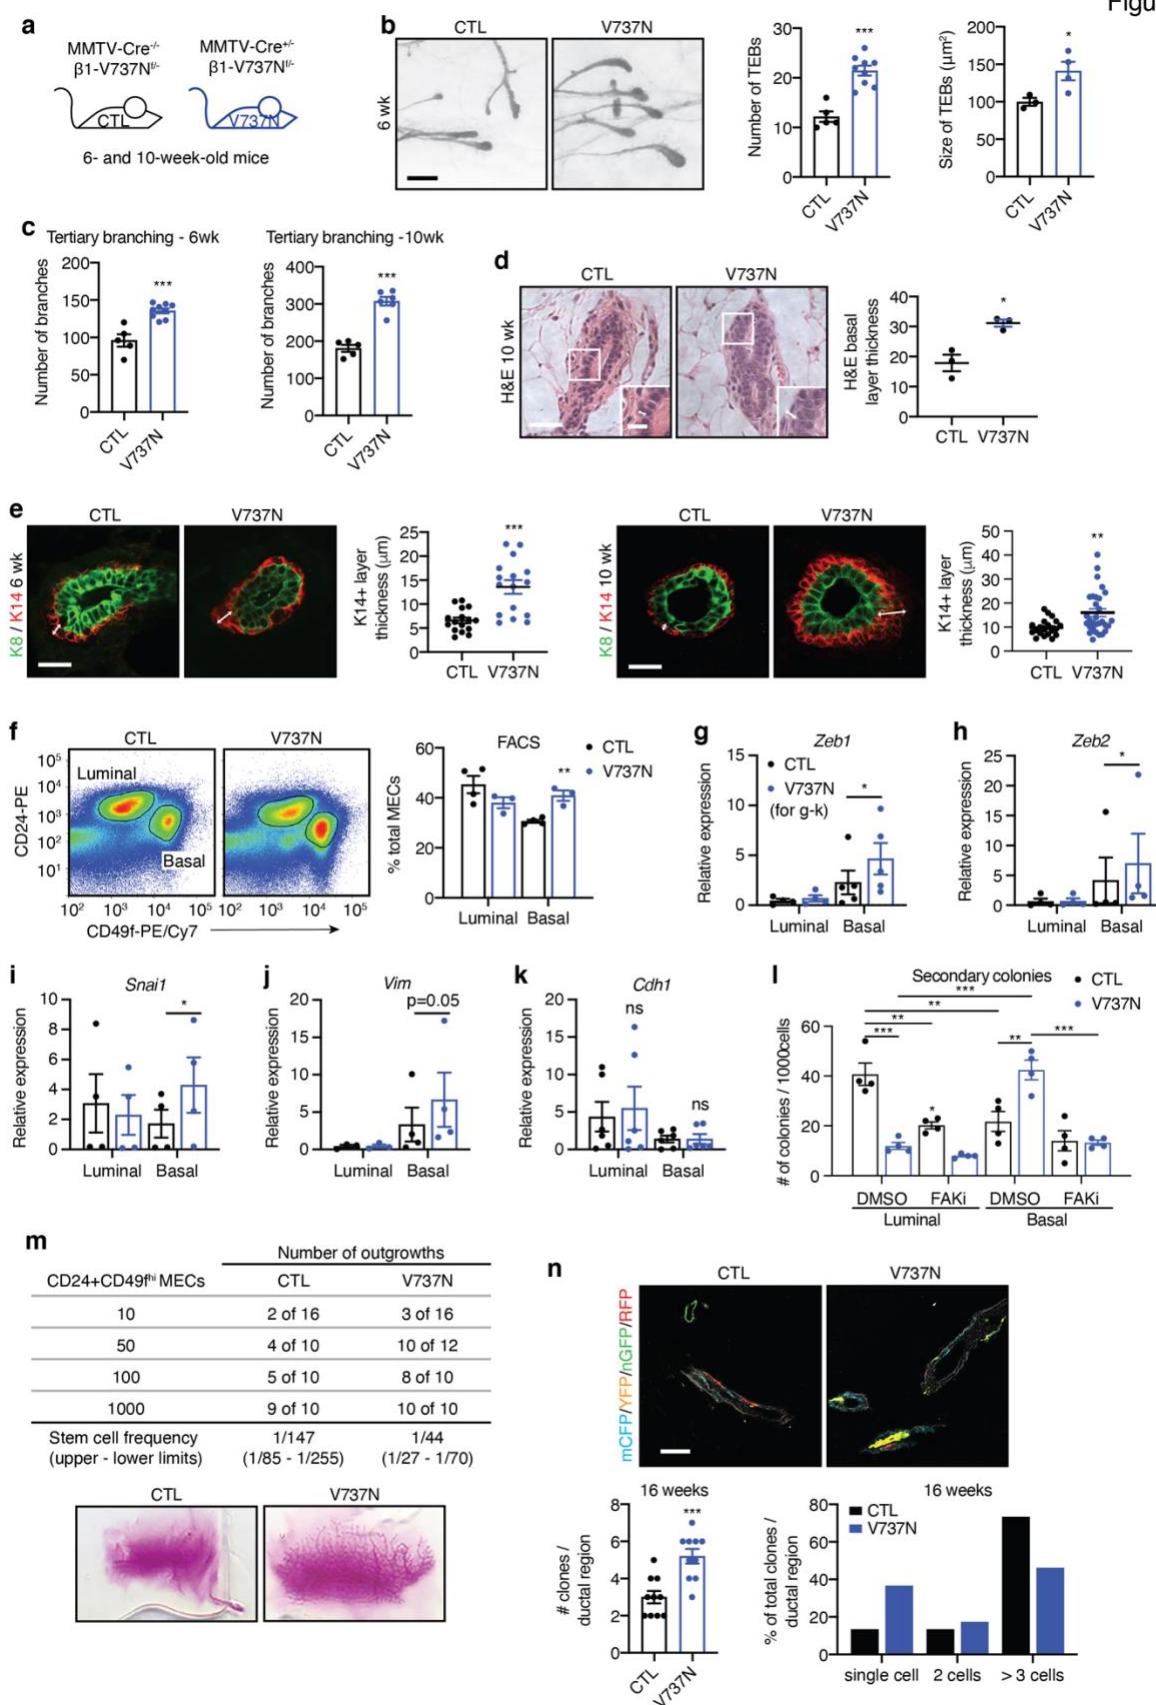 Figu
a
MMTV-Cre-/-
β1-V737Nf/-
MMTV-Cre+/-
β1-V737Nf/-
CTL
V737N
6- and 10-week-old mice
b
CTL
V737N
6 wk
Number of TEBs
30
20
10
0
***
CTL
V737N
Size of TEBs (μm²)
200
150
100
50
0
*
CTL
V737N
c
Tertiary branching - 6wk
Number of branches
200
150
100
50
0
***
CTL
V737N
Tertiary branching -10wk
Number of branches
400
300
200
100
0
***
CTL
V737N
d
CTL
V737N
H&E 10 wk
H&E basal
layer thickness
40
30
20
10
0
*
CTL
V737N
e
CTL
V737N
K8 / K14 6 wk
K14+ layer
thickness (μm)
25
20
15
10
5
0
***
CTL
V737N
CTL
V737N
K8 / K14 10 wk
K14+ layer
thickness (μm)
50
40
30
20
10
0
**
CTL
V737N
f
CTL
V737N
CD24-PE
10⁵
10⁴
10³
10²
10¹
Luminal
Basal
10² 10³ 10⁴ 10⁵
10² 10³ 10⁴ 10⁵
CD49f-PE/Cy7
FACS
CTL
V737N
% total MECs
60
40
20
0
**
Luminal
Basal
g
Zeb1
CTL
V737N
(for g-k)
Relative expression
15
10
5
0
*
Luminal
Basal
h
Zeb2
Relative expression
25
20
15
10
5
0
*
Luminal
Basal
i
Snai1
Relative expression
10
8
6
4
2
0
*
Luminal
Basal
j
Vim
p=0.05
Relative expression
20
15
10
5
0
Luminal
Basal
k
Cdh1
Relative expression
20
15
10
5
0
ns
ns
Luminal
Basal
l
Secondary colonies
CTL
V737N
# of colonies / 1000cells
60
40
20
0
***
**
**
***
*
**
***
DMSO
FAKi
DMSO
FAKi
Luminal
Basal
m
Number of outgrowths
CD24+CD49fhi MECs
CTL
V737N
10
2 of 16
3 of 16
50
4 of 10
10 of 12
100
5 of 10
8 of 10
1000
9 of 10
10 of 10
Stem cell frequency
(upper - lower limits)
1/147
(1/85 - 1/255)
1/44
(1/27 - 1/70)
CTL
V737N
n
CTL
V737N
mCFP/YFP/nGFP/RFP
16 weeks
# clones /
ductal region
8
6
4
2
0
***
CTL
V737N
16 weeks
CTL
V737N
% of total clones /
ductal region
80
60
40
20
0
single cell
2 cells
> 3 cells